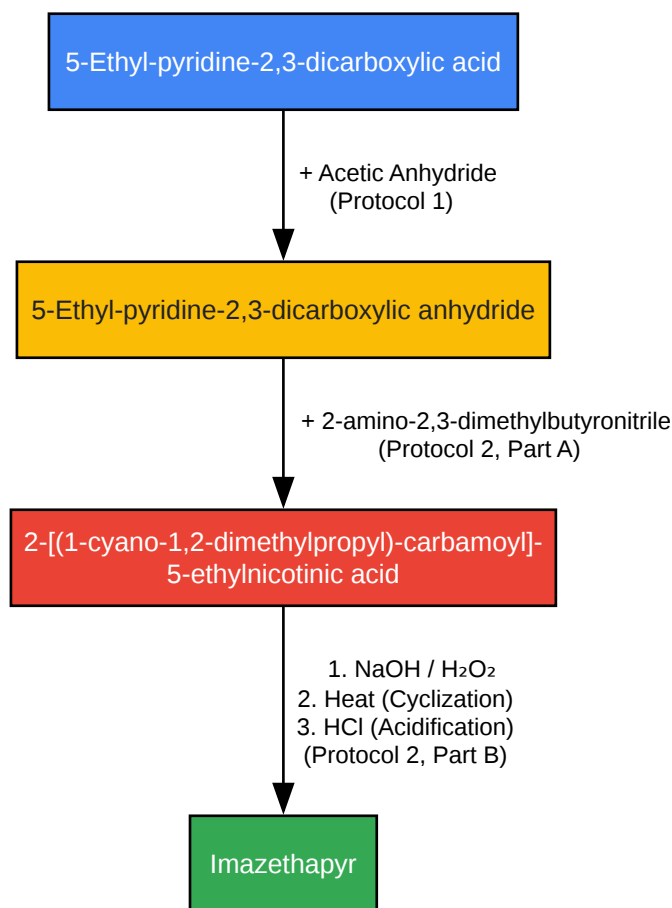 5-Ethyl-pyridine-2,3-dicarboxylic acid
+ Acetic Anhydride
(Protocol 1)
5-Ethyl-pyridine-2,3-dicarboxylic anhydride
+ 2-amino-2,3-dimethylbutyronitrile
(Protocol 2, Part A)
2-[(1-cyano-1,2-dimethylpropyl)-carbamoyl]-
5-ethylnicotinic acid
1. NaOH / H₂O₂
2. Heat (Cyclization)
3. HCl (Acidification)
(Protocol 2, Part B)
Imazethapyr